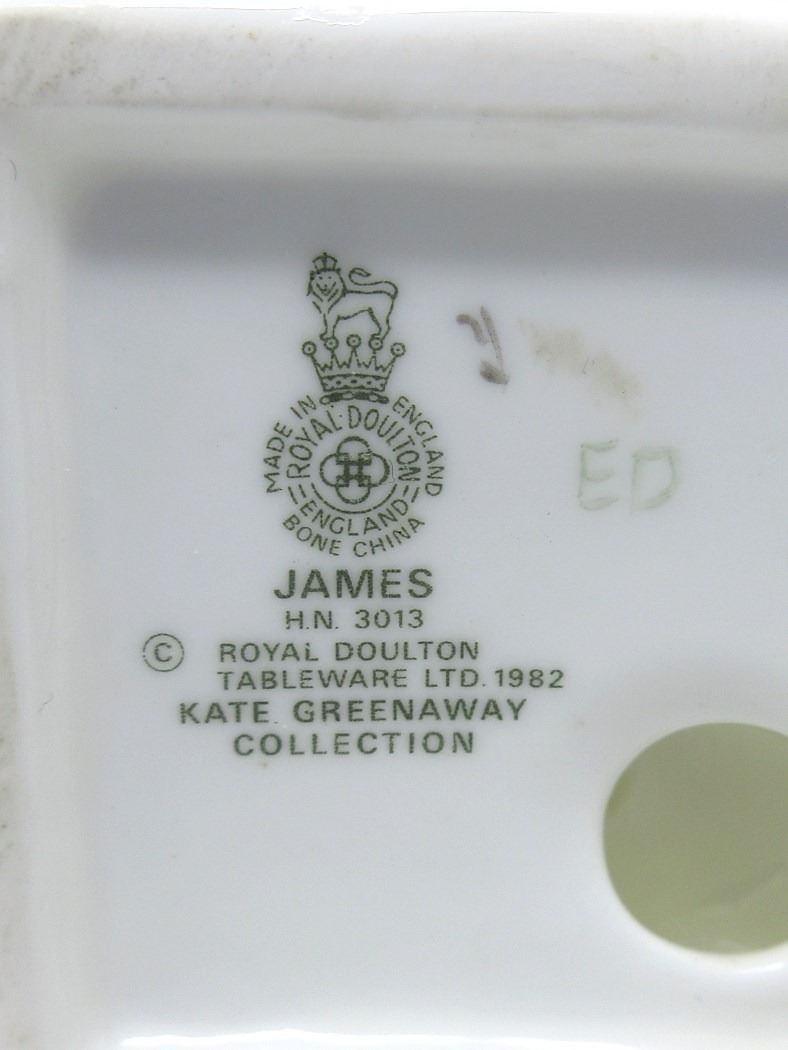 MADE IN ENGLAND
ROYAL DOULTON
ENGLAND
BONE CHINA
ED
JAMES
H.N. 3013
© ROYAL DOULTON
TABLEWARE LTD. 1982
KATE GREENAWAY
COLLECTION